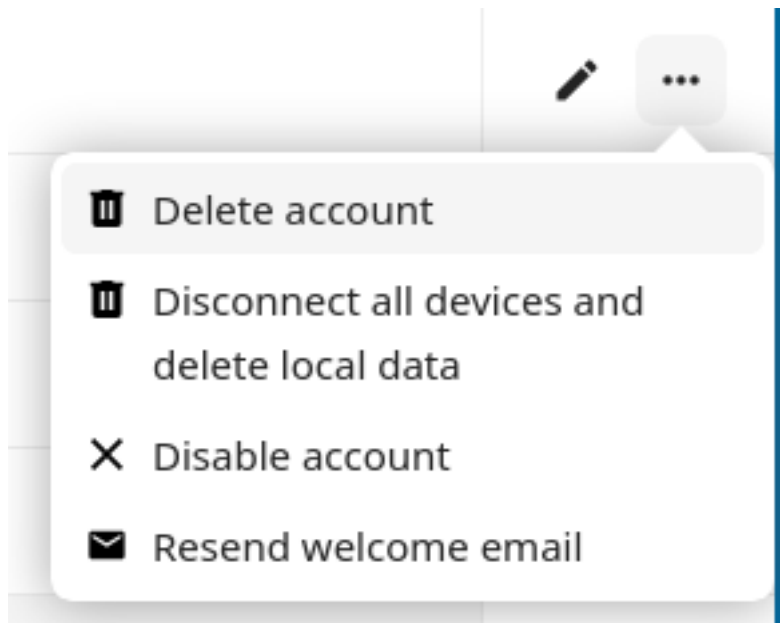 Delete account
Disconnect all devices and
delete local data
Disable account
Resend welcome email